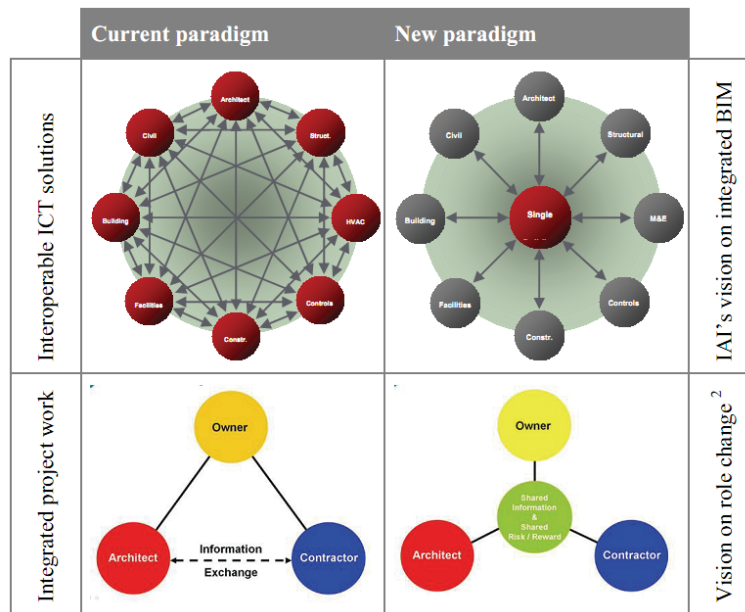 Current paradigm
New paradigm
Interoperable ICT solutions
Architect
Civil
Struct.
Building
HVAC
Facilities
Controls
Constr.
Architect
Civil
Structural
Building
Single
M&E
Facilities
Controls
Constr.
IAI's vision on integrated BIM
Integrated project work
Owner
Architect
Information
Exchange
Contractor
Owner
Shared
Information
&
Shared
Risk / Reward
Architect
Contractor
Vision on role change 2